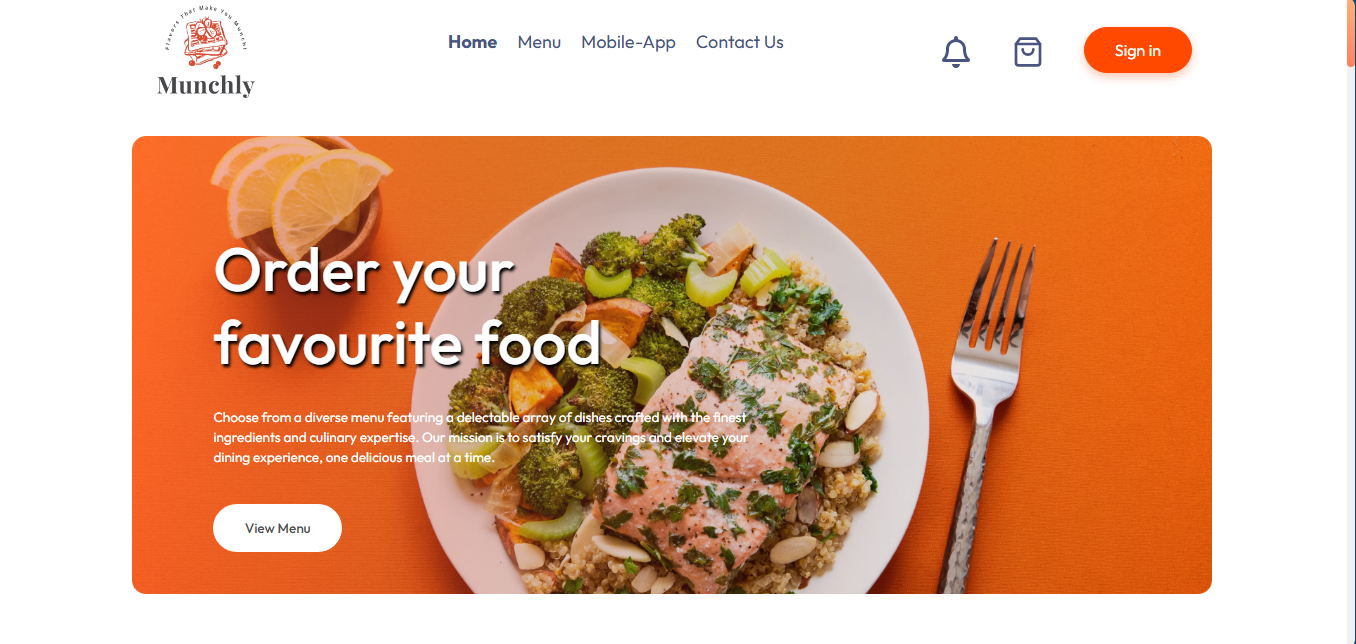 Flavors That Make You Munch!
Munchly
Home
Menu
Mobile-App
Contact Us
Sign in
Order your
favourite food
Choose from a diverse menu featuring a delectable array of dishes crafted with the finest
ingredients and culinary expertise. Our mission is to satisfy your cravings and elevate your
dining experience, one delicious meal at a time.
View Menu